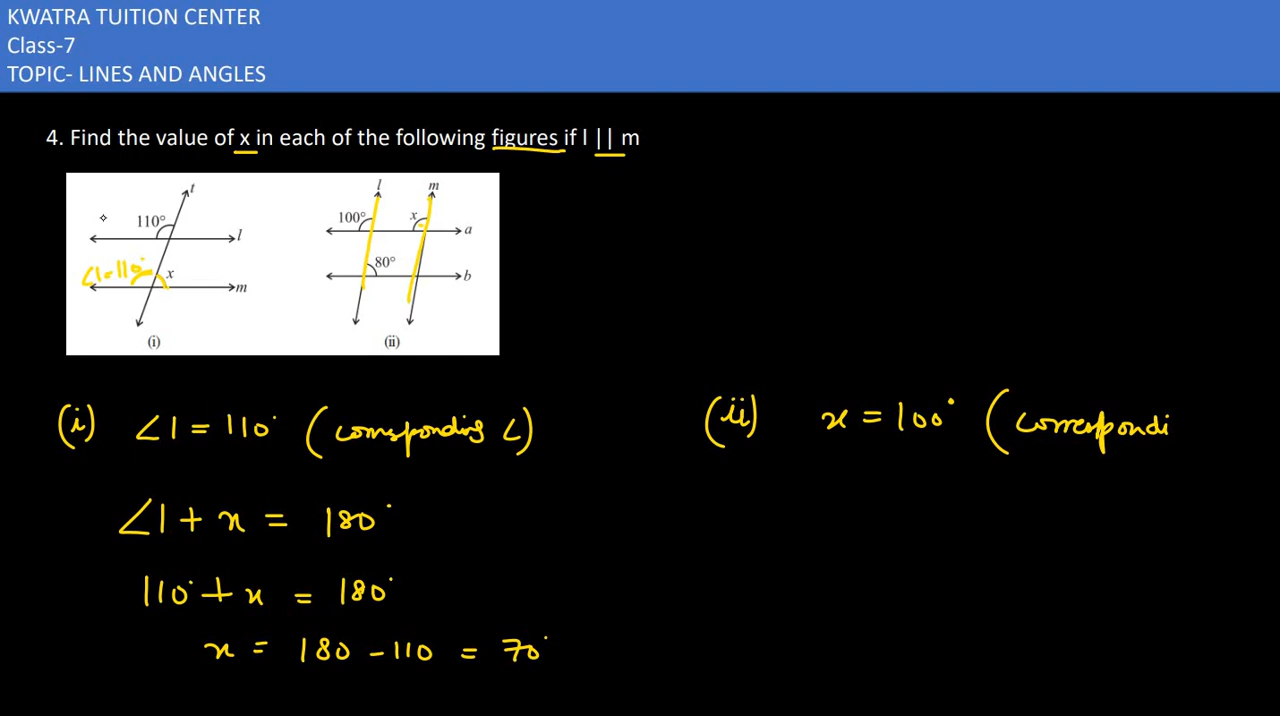 KWATRA TUITION CENTER
Class-7
TOPIC- LINES AND ANGLES
4. Find the value of x in each of the following figures if l || m
t
110°
l
∠1=110°
x
m
(i)
l
m
100°
x
a
80°
b
(ii)
(i) ∠1 = 110° (corresponding ∠)
∠1 + x = 180°
110° + x = 180°
x = 180 - 110 = 70°
(ii) x = 100° (correspondi